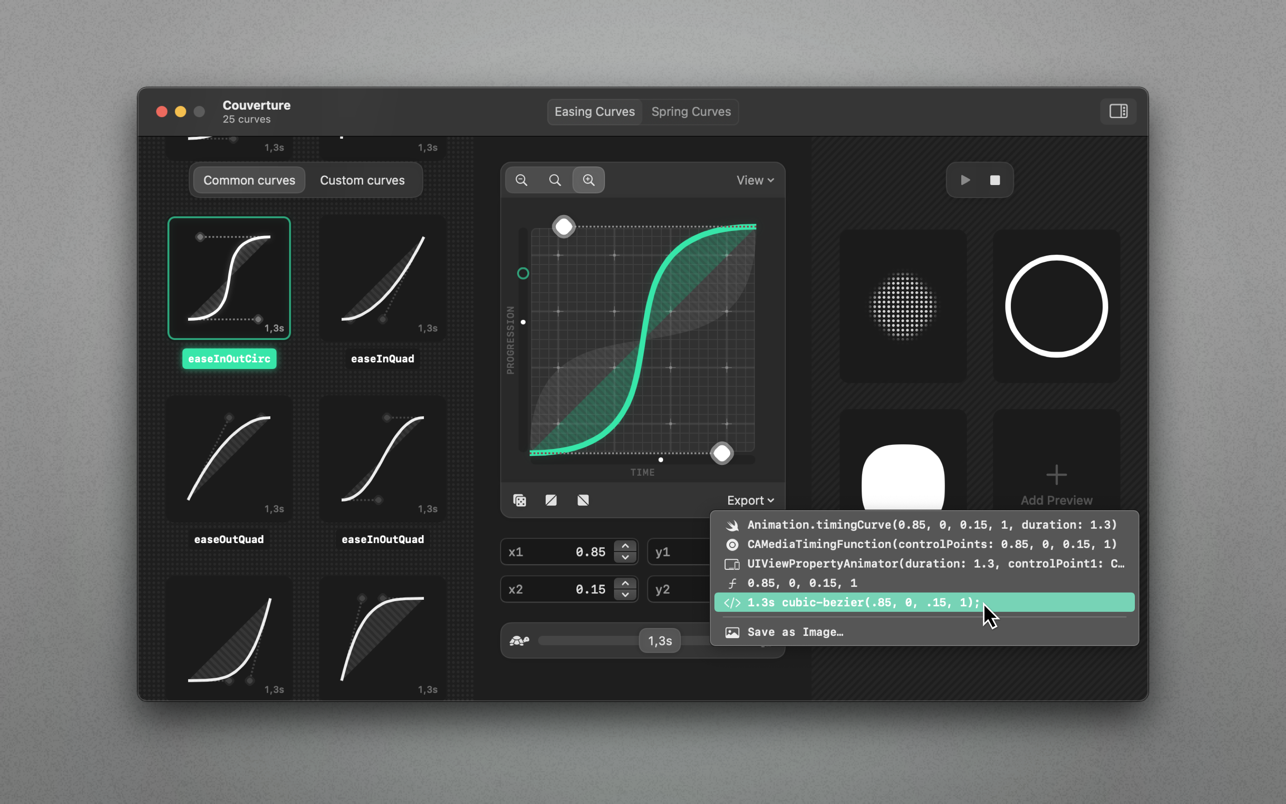 Couverture
25 curves
Easing Curves
Spring Curves
1,3s
1,3s
Common curves
Custom curves
View
1,3s
1,3s
easeInOutCirc
easeInQuad
PROGRESSION
TIME
Add Preview
Export
1,3s
1,3s
easeOutQuad
easeInOutQuad
Animation.timingCurve(0.85, 0, 0.15, 1, duration: 1.3)
CAMediaTimingFunction(controlPoints: 0.85, 0, 0.15, 1)
UIViewPropertyAnimator(duration: 1.3, controlPoint1: C…
0.85, 0, 0.15, 1
1.3s cubic-bezier(.85, 0, .15, 1);
Save as Image…
x1
0.85
y1
x2
0.15
y2
1,3s
1,3s
1,3s